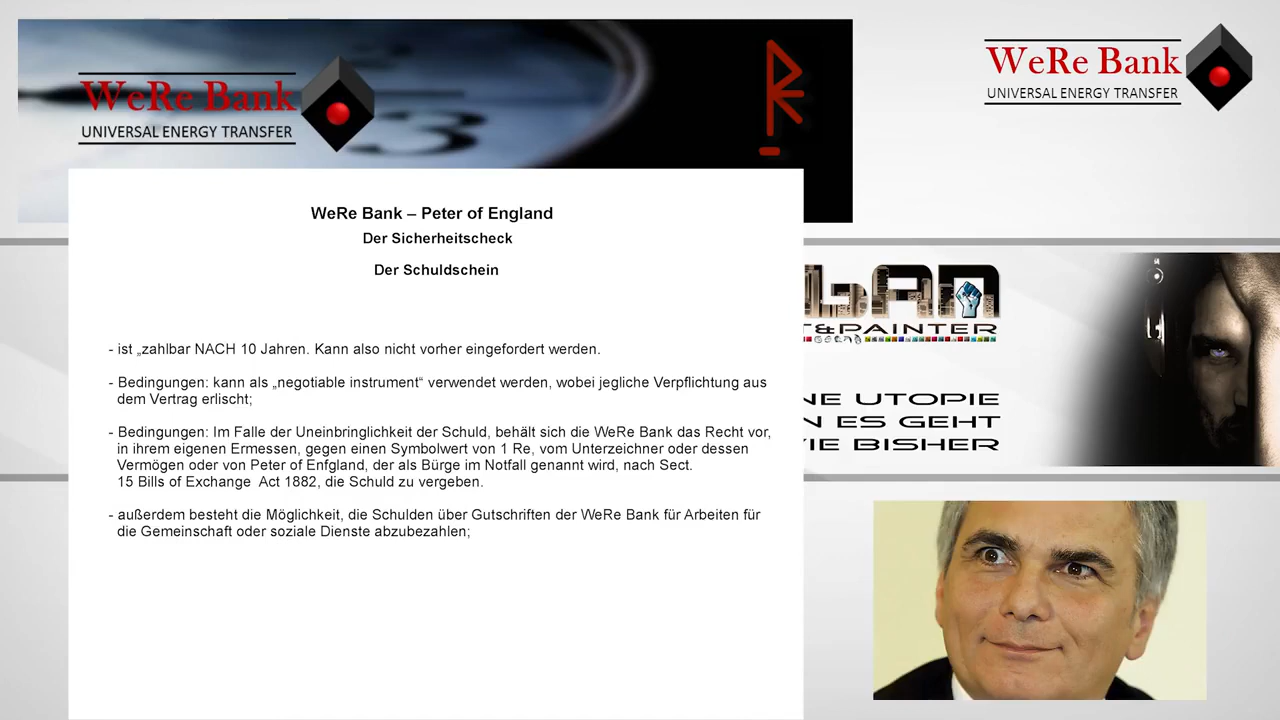 WeRe Bank
UNIVERSAL ENERGY TRANSFER
3
WeRe Bank
UNIVERSAL ENERGY TRANSFER
WeRe Bank – Peter of England
Der Sicherheitscheck
Der Schuldschein
- ist „zahlbar NACH 10 Jahren. Kann also nicht vorher eingefordert werden.
- Bedingungen: kann als „negotiable instrument“ verwendet werden, wobei jegliche Verpflichtung aus
dem Vertrag erlischt;
- Bedingungen: Im Falle der Uneinbringlichkeit der Schuld, behält sich die WeRe Bank das Recht vor,
in ihrem eigenen Ermessen, gegen einen Symbolwert von 1 Re, vom Unterzeichner oder dessen
Vermögen oder von Peter of Enfgland, der als Bürge im Notfall genannt wird, nach Sect.
15 Bills of Exchange Act 1882, die Schuld zu vergeben.
- außerdem besteht die Möglichkeit, die Schulden über Gutschriften der WeRe Bank für Arbeiten für
die Gemeinschaft oder soziale Dienste abzubezahlen;
T&PAINTER
NE UTOPIE
N ES GEHT
IE BISHER